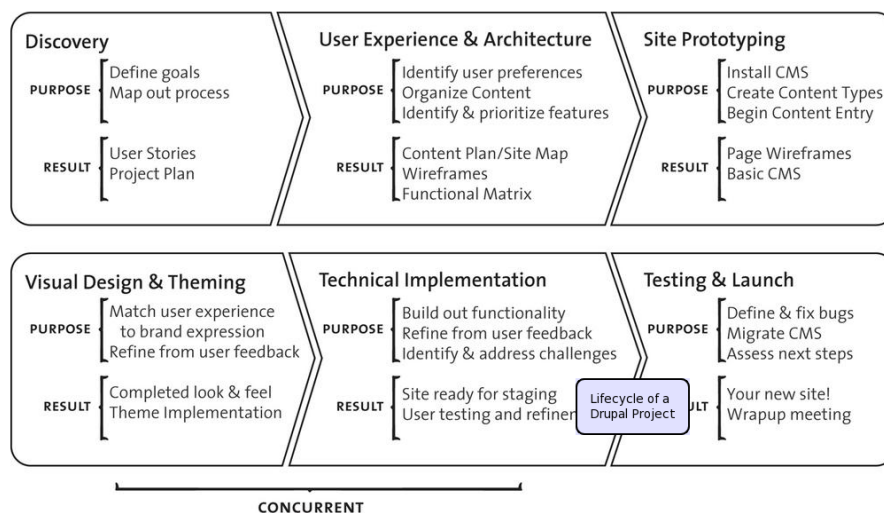 Discovery
PURPOSE
Define goals
Map out process
RESULT
User Stories
Project Plan
User Experience & Architecture
PURPOSE
Identify user preferences
Organize Content
Identify & prioritize features
RESULT
Content Plan/Site Map
Wireframes
Functional Matrix
Site Prototyping
PURPOSE
Install CMS
Create Content Types
Begin Content Entry
RESULT
Page Wireframes
Basic CMS
Visual Design & Theming
PURPOSE
Match user experience
to brand expression
Refine from user feedback
RESULT
Completed look & feel
Theme Implementation
Technical Implementation
PURPOSE
Build out functionality
Refine from user feedback
Identify & address challenges
RESULT
Site ready for staging
User testing and
Lifecycle of a
Drupal Project
Testing & Launch
PURPOSE
Define & fix bugs
Migrate CMS
Assess next steps
Your new site!
Wrapup meeting
CONCURRENT